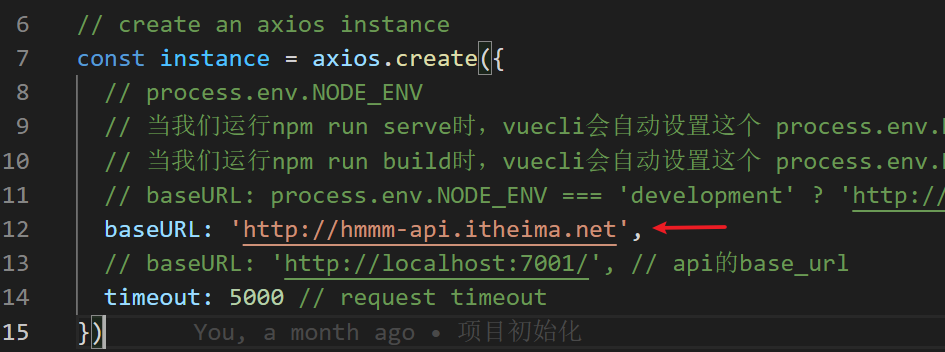 6 // create an axios instance
7 const instance = axios.create({
8 // process.env.NODE_ENV
9 // 当我们运行npm run serve时，vuecli会自动设置这个 process.env.
10 // 当我们运行npm run build时，vuecli会自动设置这个 process.env.
11 // baseURL: process.env.NODE_ENV === 'development' ? 'http://
12 baseURL: 'http://hmmm-api.itheima.net',
13 // baseURL: 'http://localhost:7001/', // api的base_url
14 timeout: 5000 // request timeout
15 }) You, a month ago • 项目初始化